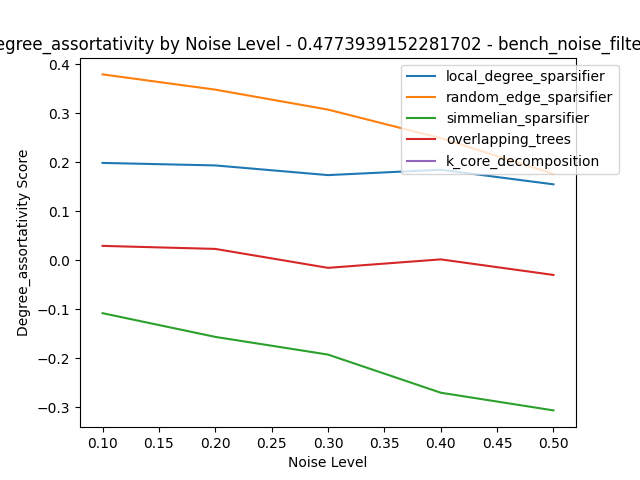 egree_assortativity by Noise Level - 0.4773939152281702 - bench_noise_filte
local_degree_sparsifier
random_edge_sparsifier
simmelian_sparsifier
overlapping_trees
k_core_decomposition
Degree_assortativity Score
0.4
0.3
0.2
0.1
0.0
−0.1
−0.2
−0.3
0.10 0.15 0.20 0.25 0.30 0.35 0.40 0.45 0.50
Noise Level